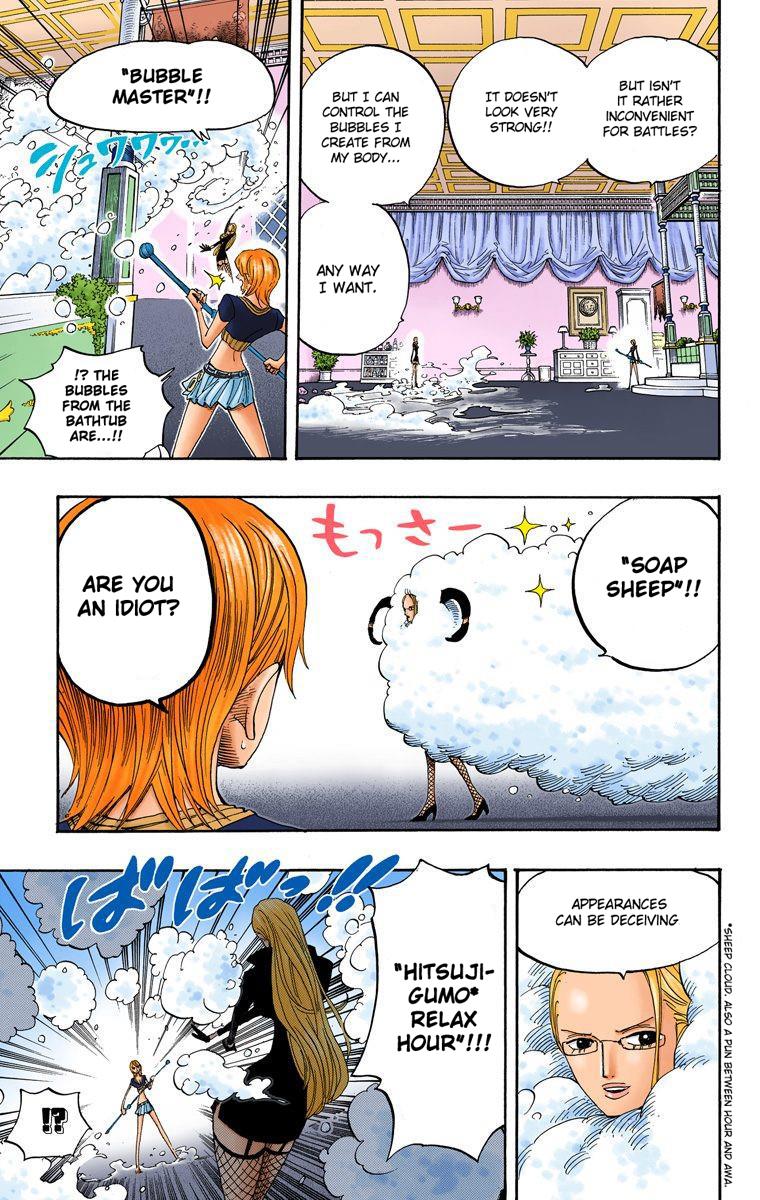 BUT ISN'T
IT RATHER
INCONVENIENT
FOR BATTLES?
IT DOESN'T
LOOK VERY
STRONG!!
BUT I CAN
CONTROL THE
BUBBLES I
CREATE FROM
MY BODY...
ANY WAY
I WANT.
"BUBBLE
MASTER"!!
シュワワワ...
!? THE
BUBBLES
FROM THE
BATHTUB
ARE...!!
"SOAP
SHEEP"!!
もっさー
ARE YOU
AN IDIOT?
APPEARANCES
CAN BE DECEIVING
"HITSUJI-
GUMO*
RELAX
HOUR"!!!
ばばっ!!
!?
*SHEEP CLOUD. ALSO A PUN BETWEEN HOUR AND AWA.